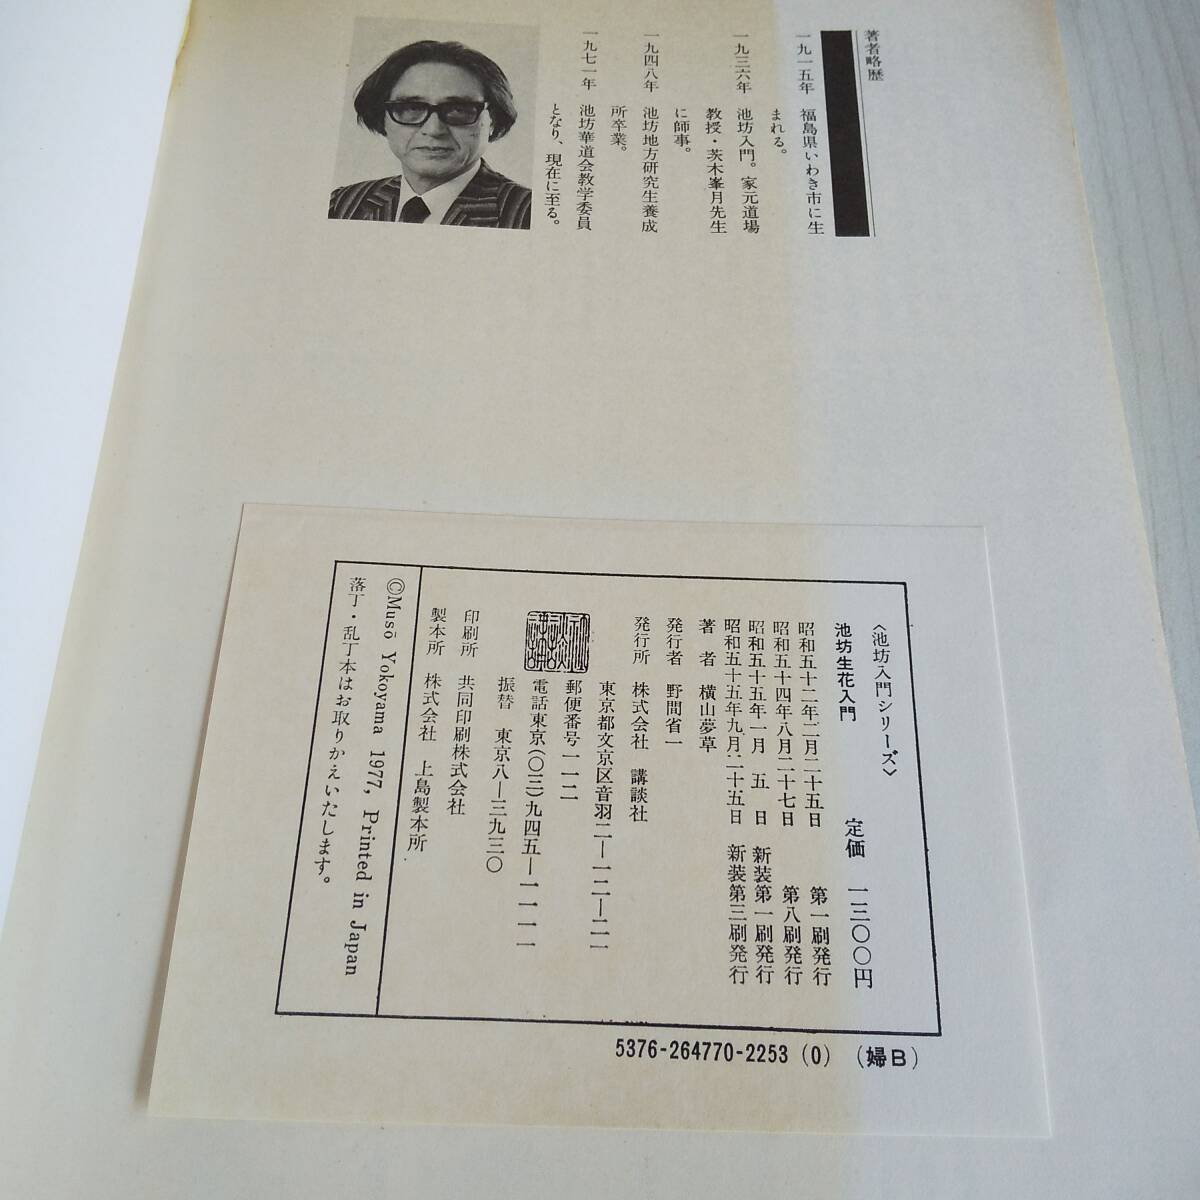 著者略歴
一九一五年 福島県いわき市に生
まれる。
一九三六年 池坊入門。家元道場
教授・茨木峯月先生
に師事。
一九四八年 池坊地方研究生養成
所卒業。
一九七一年 池坊華道会教学委員
となり、現在に至る。
〈池坊入門シリーズ〉
池坊生花入門 定価 一三〇〇円
昭和五十二年二月二十五日 第一刷発行
昭和五十四年八月二十七日 第八刷発行
昭和五十五年一月 五 日 新装第一刷発行
昭和五十五年九月二十五日 新装第三刷発行
著 者 横山夢草
発行者 野間省一
発行所 株式会社 講談社
東京都文京区音羽二―一二―二一
郵便番号一一二
電話東京(〇三)九四五―一一一一
振替 東京八―三九三〇
印刷所 共同印刷株式会社
製本所 株式会社 上島製本所
©Musō Yokoyama 1977, Printed in Japan
落丁・乱丁本はお取りかえいたします。
5376-264770-2253 (0) (婦B)